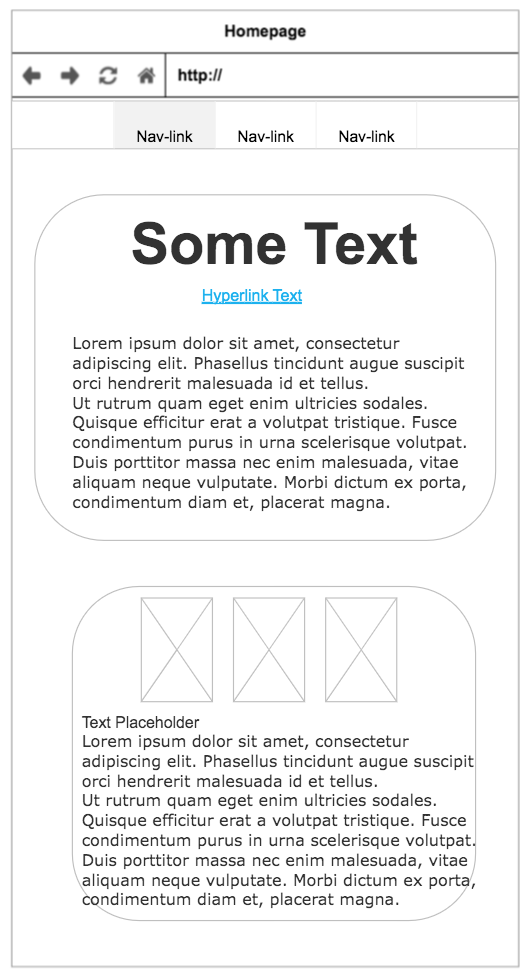 Homepage
http://
Nav-link Nav-link Nav-link
Some Text
Hyperlink Text
Lorem ipsum dolor sit amet, consectetur
adipiscing elit. Phasellus tincidunt augue suscipit
orci hendrerit malesuada id et tellus.
Ut rutrum quam eget enim ultricies sodales.
Quisque efficitur erat a volutpat tristique. Fusce
condimentum purus in urna scelerisque volutpat.
Duis porttitor massa nec enim malesuada, vitae
aliquam neque vulputate. Morbi dictum ex porta,
condimentum diam et, placerat magna.
Text Placeholder
Lorem ipsum dolor sit amet, consectetur
adipiscing elit. Phasellus tincidunt augue suscipit
orci hendrerit malesuada id et tellus.
Ut rutrum quam eget enim ultricies sodales.
Quisque efficitur erat a volutpat tristique. Fusce
condimentum purus in urna scelerisque volutpat.
Duis porttitor massa nec enim malesuada, vitae
aliquam neque vulputate. Morbi dictum ex porta,
condimentum diam et, placerat magna.